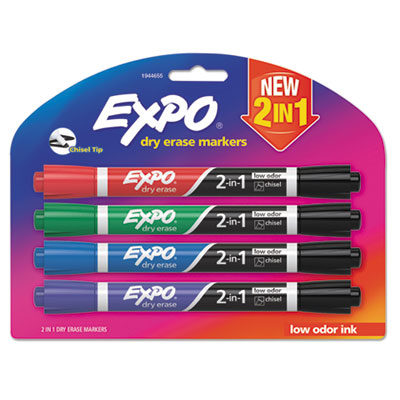 1944655
NEW
2 IN 1
EXPO®
dry erase markers
Chisel Tip
EXPO
dry erase
2-in-1
low odor
chisel
EXPO
dry erase
2-in-1
low odor
chisel
EXPO
dry erase
2-in-1
low odor
chisel
EXPO
dry erase
2-in-1
low odor
chisel
2 IN 1 DRY ERASE MARKERS
low odor ink